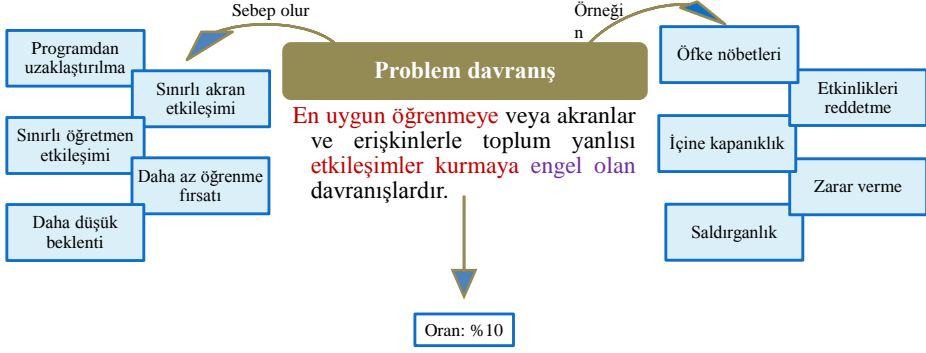 Sebep olur
Örneği
n
Programdan
uzaklaştırılma
Sınırlı akran
etkileşimi
Sınırlı öğretmen
etkileşimi
Daha az öğrenme
fırsatı
Daha düşük
beklenti
Problem davranış
En uygun öğrenmeye veya akranlar
ve erişkinlerle toplum yanlısı
etkileşimler kurmaya engel olan
davranışlardır.
Oran: %10
Öfke nöbetleri
Etkinlikleri
reddetme
İçine kapanıklık
Zarar verme
Saldırganlık